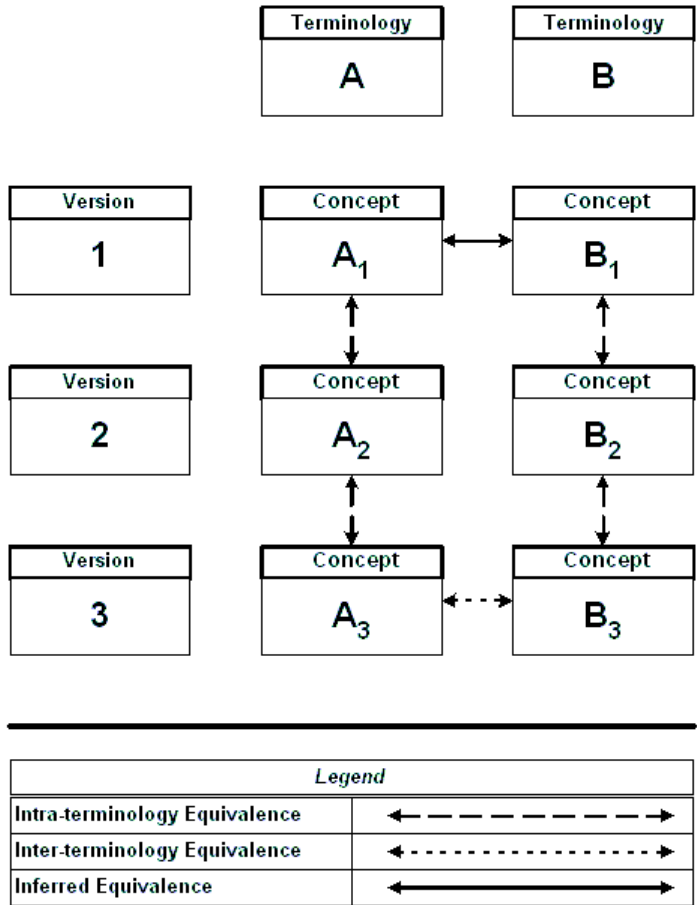 Terminology Terminology
A B
Version Concept Concept
1 A1 B1
Version Concept Concept
2 A2 B2
Version Concept Concept
3 A3 B3
Legend
Intra-terminology Equivalence
Inter-terminology Equivalence
Inferred Equivalence